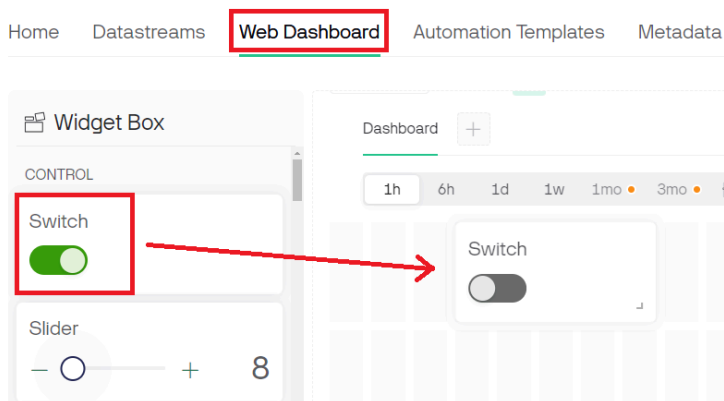 Home Datastreams Web Dashboard Automation Templates Metadata
Widget Box
CONTROL
Switch
Slider
– + 8
Dashboard +
1h 6h 1d 1w 1mo 3mo
Switch